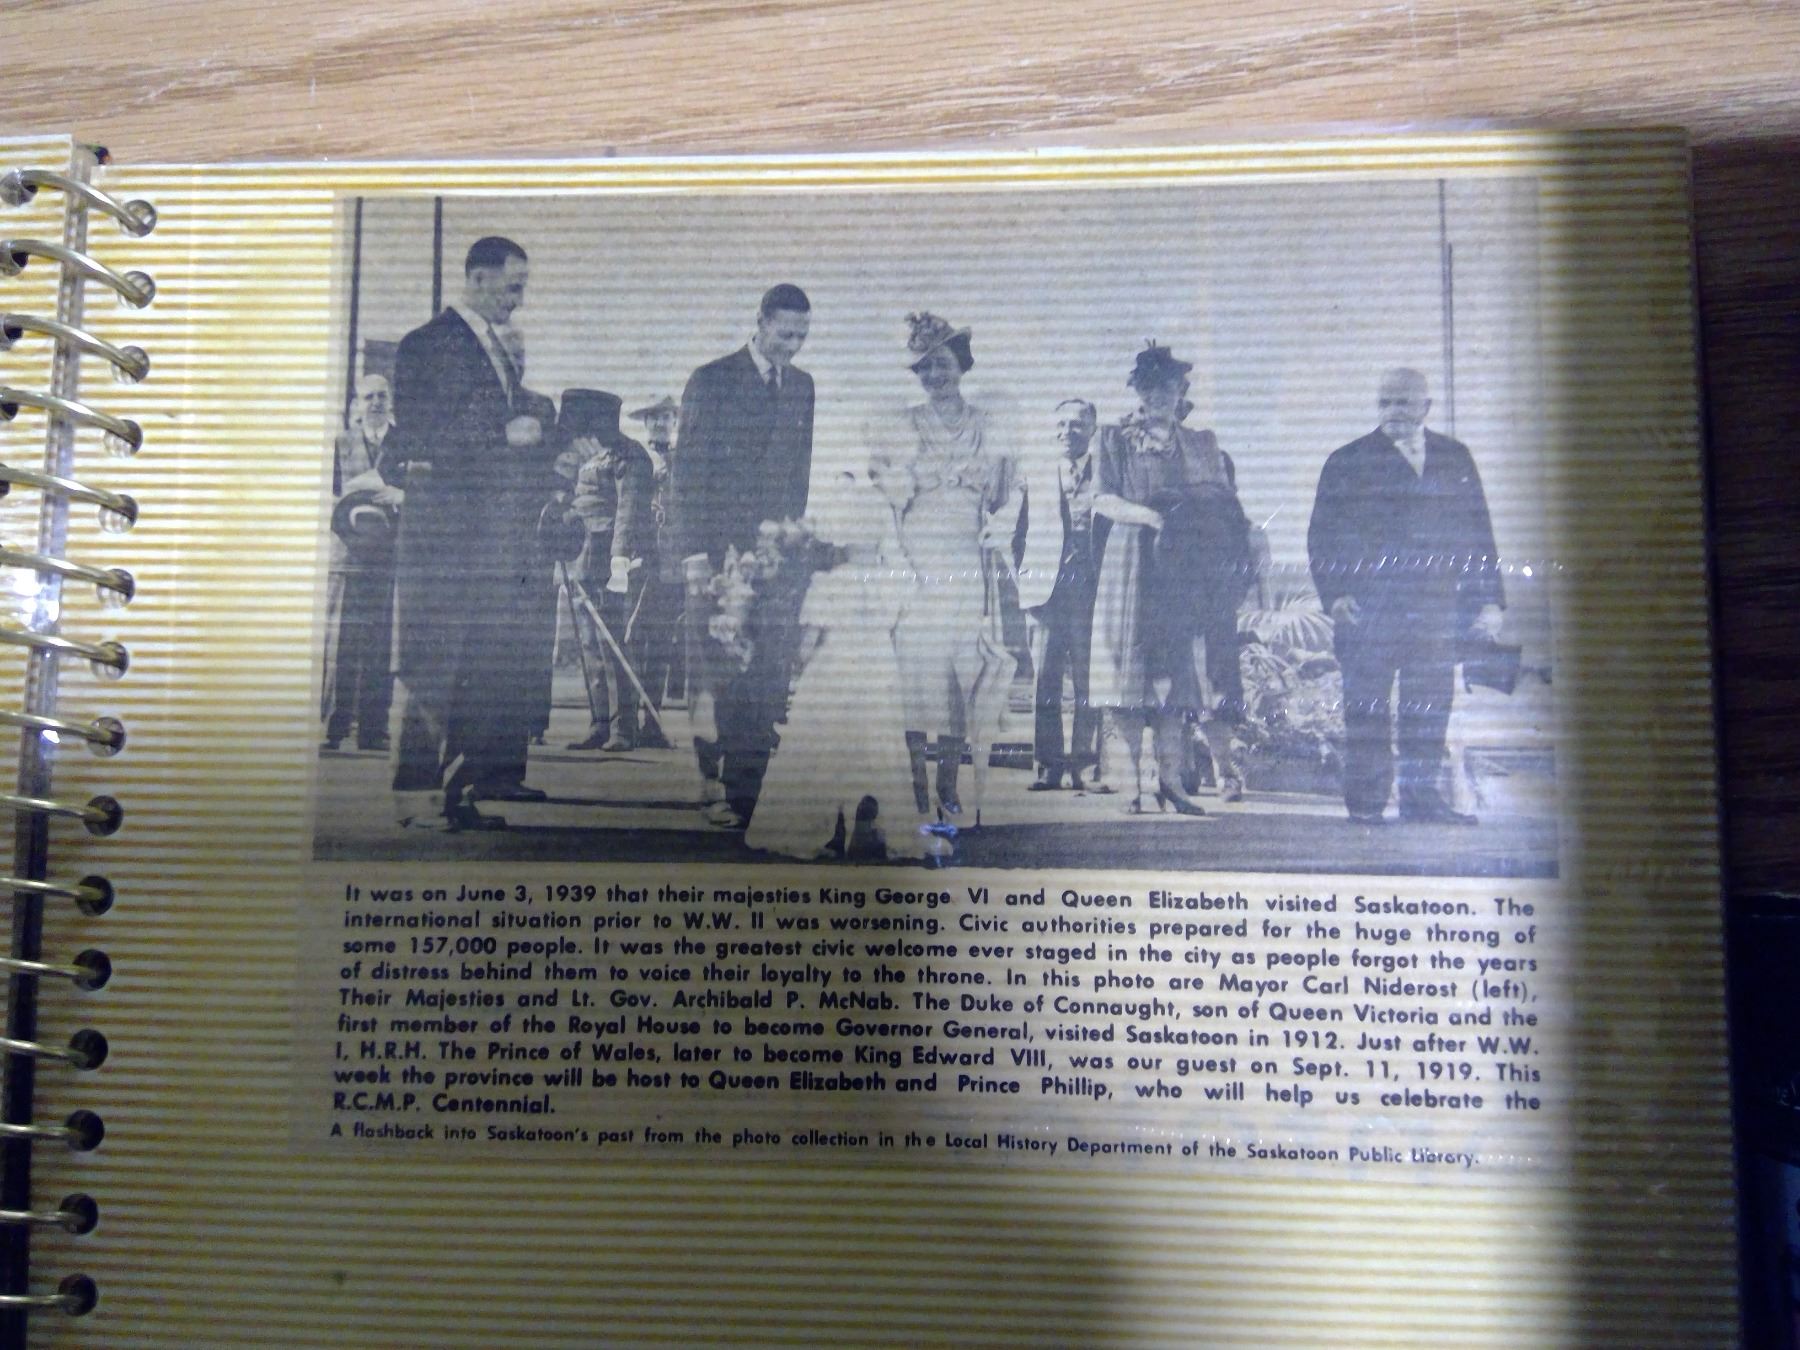 It was on June 3, 1939 that their majesties King George VI and Queen Elizabeth visited Saskatoon. The
international situation prior to W.W. II was worsening. Civic authorities prepared for the huge throng of
some 157,000 people. It was the greatest civic welcome ever staged in the city as people forgot the years
of distress behind them to voice their loyalty to the throne. In this photo are Mayor Carl Niderost (left),
Their Majesties and Lt. Gov. Archibald P. McNab. The Duke of Connaught, son of Queen Victoria and the
first member of the Royal House to become Governor General, visited Saskatoon in 1912. Just after W.W.
I, H.R.H. The Prince of Wales, later to become King Edward VIII, was our guest on Sept. 11, 1919. This
week the province will be host to Queen Elizabeth and Prince Phillip, who will help us celebrate the
R.C.M.P. Centennial.
A flashback into Saskatoon's past from the photo collection in the Local History Department of the Saskatoon Public Library.